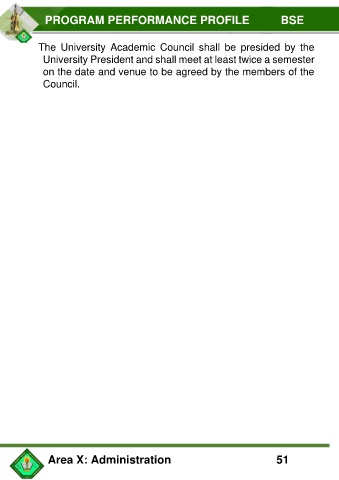 PROGRAM PERFORMANCE PROFILE BSE
The University Academic Council shall be presided by the
University President and shall meet at least twice a semester
on the date and venue to be agreed by the members of the
Council.
Area X: Administration 51